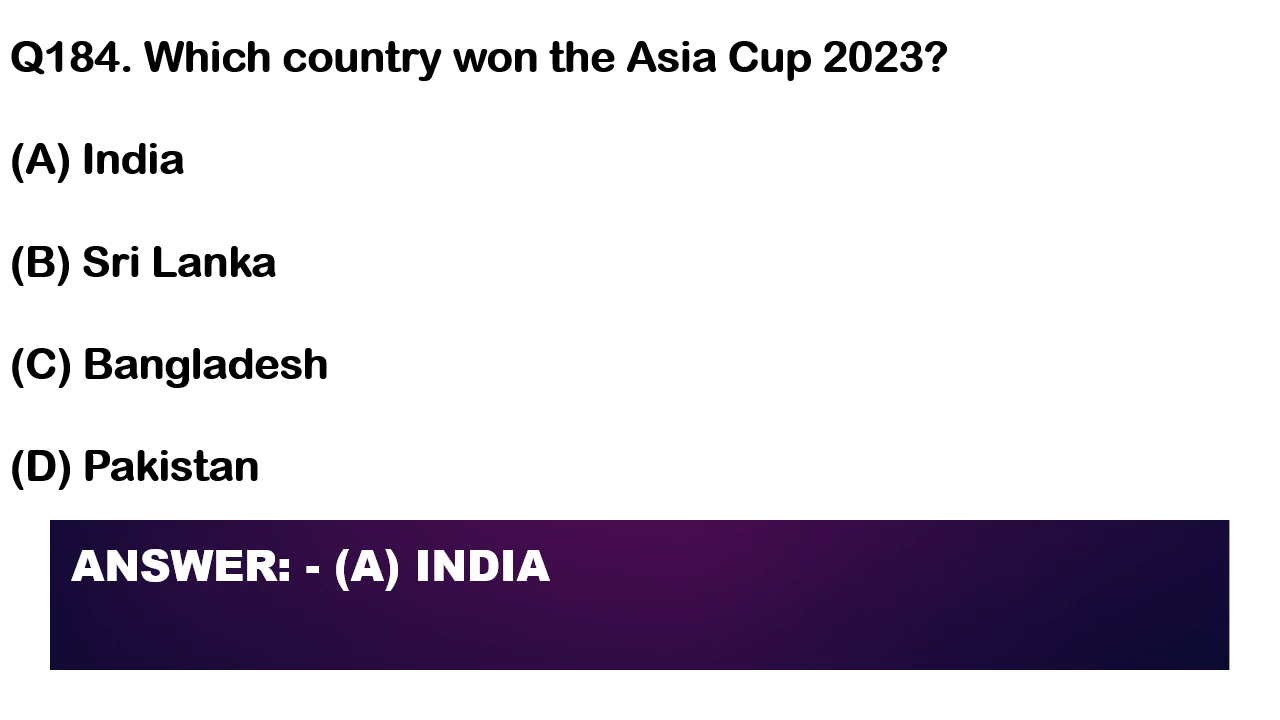 Q184. Which country won the Asia Cup 2023?
(A) India
(B) Sri Lanka
(C) Bangladesh
(D) Pakistan
ANSWER: - (A) INDIA